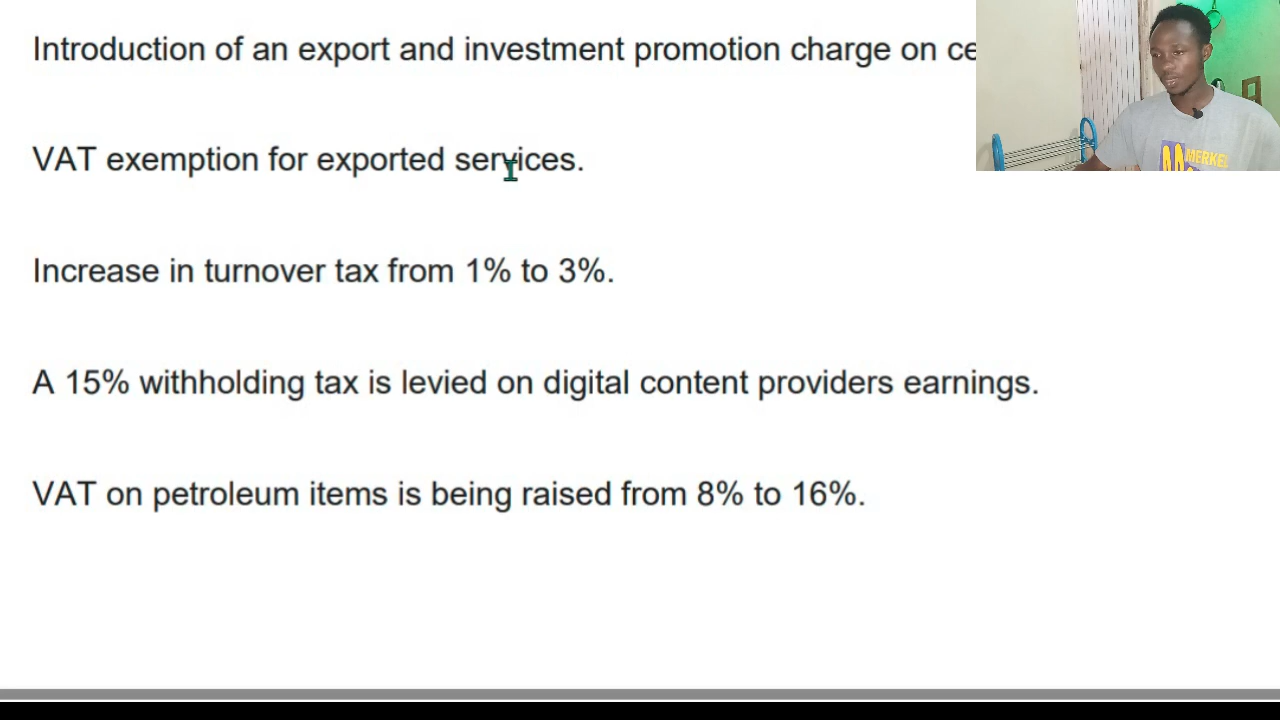 Introduction of an export and investment promotion charge on
VAT exemption for exported services.
Increase in turnover tax from 1% to 3%.
A 15% withholding tax is levied on digital content providers earnings.
VAT on petroleum items is being raised from 8% to 16%.
MERKEL